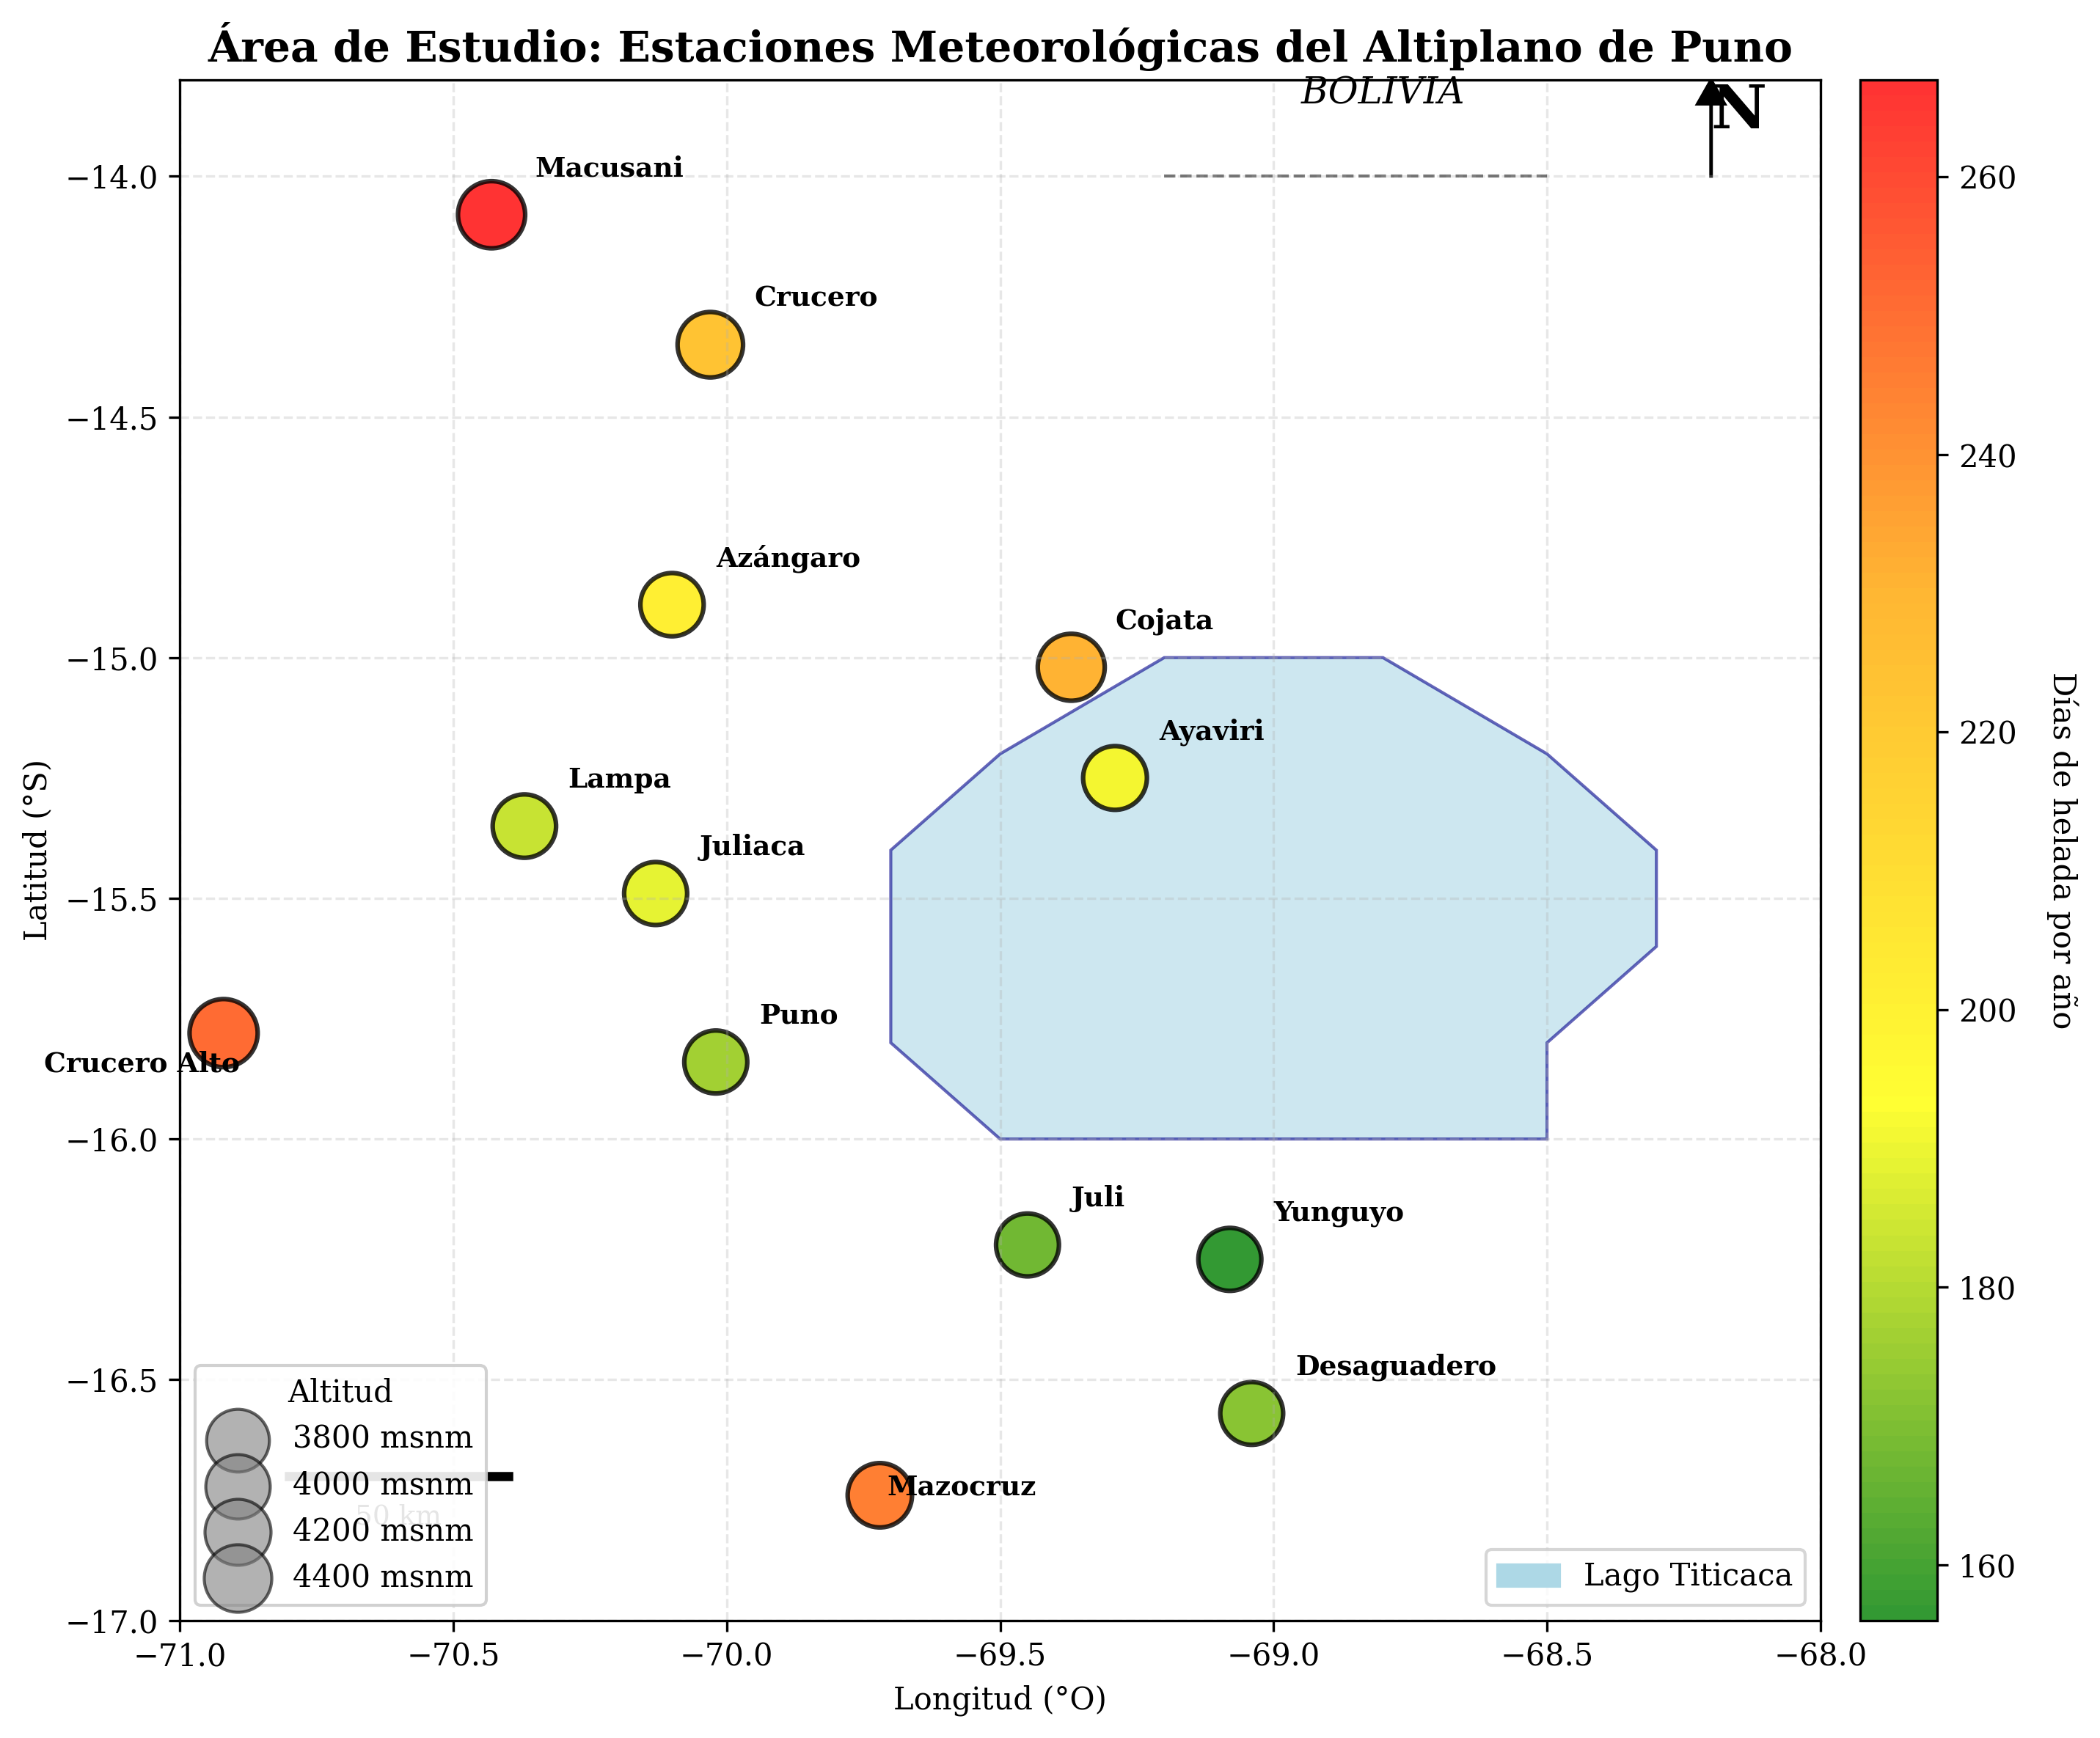 Área de Estudio: Estaciones Meteorológicas del Altiplano de Puno
BOLIVIA
N
Macusani
Crucero
Azángaro
Cojata
Ayaviri
Lampa
Juliaca
Puno
Crucero Alto
Juli
Yunguyo
Desaguadero
Mazocruz
Altitud
3800 msnm
4000 msnm
50 km
4200 msnm
4400 msnm
Lago Titicaca
−14.0
−14.5
−15.0
−15.5
−16.0
−16.5
−17.0
Latitud (°S)
−71.0
−70.5
−70.0
−69.5
−69.0
−68.5
−68.0
Longitud (°O)
260
240
220
200
180
160
Días de helada por año